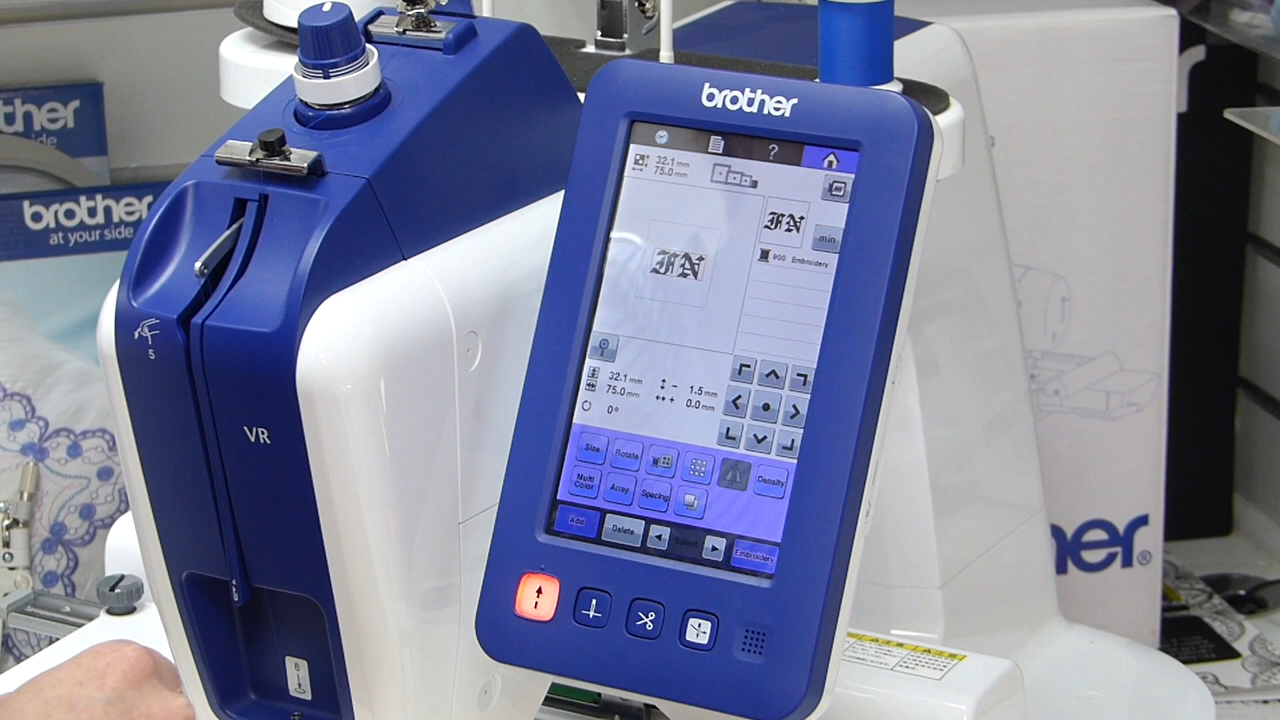 brother
ther
side
brother
at your side
5
VR
?
32.1 mm
75.0 mm
FN
FN
min
900 Embroidery
32.1 mm
75.0 mm
0°
1.5 mm
0.0 mm
Size
Rotate
Density
Multi Color
Array
Spacing
Add
Delete
Select
Embroidery
her®